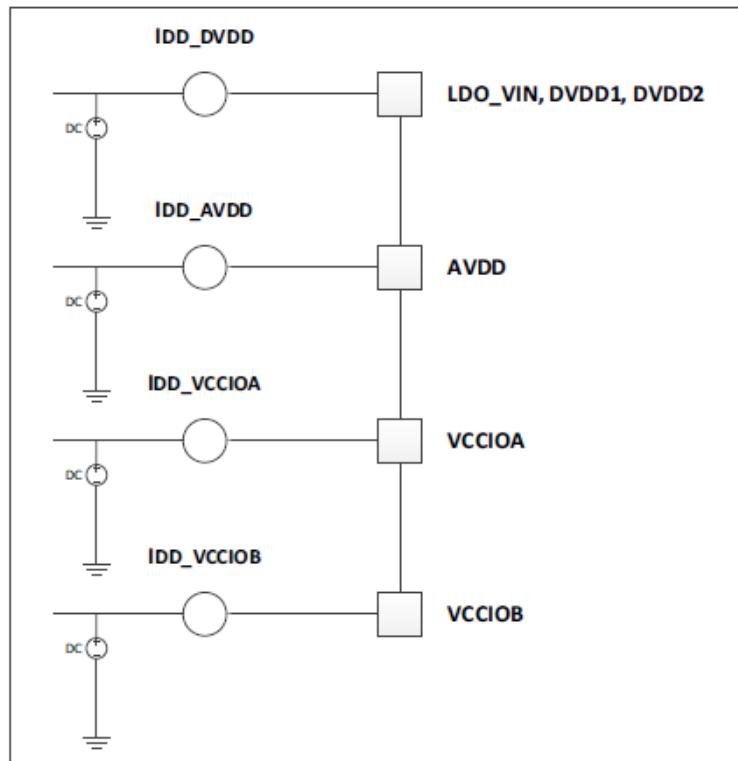 IDD_DVDD
LDO_VIN, DVDD1, DVDD2
DC
IDD_AVDD
AVDD
DC
IDD_VCCIOA
VCCIOA
DC
IDD_VCCIOB
VCCIOB
DC